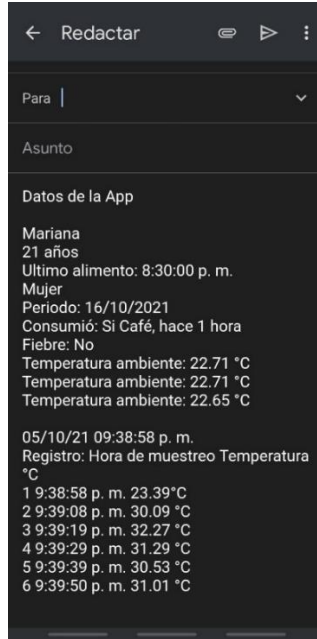 Redactar
Para
Asunto
Datos de la App
Mariana
21 años
Ultimo alimento: 8:30:00 p. m.
Mujer
Periodo: 16/10/2021
Consumió: Si Café, hace 1 hora
Fiebre: No
Temperatura ambiente: 22.71 °C
Temperatura ambiente: 22.71 °C
Temperatura ambiente: 22.65 °C
05/10/21 09:38:58 p. m.
Registro: Hora de muestreo Temperatura
°C
1 9:38:58 p. m. 23.39°C
2 9:39:08 p. m. 30.09 °C
3 9:39:19 p. m. 32.27 °C
4 9:39:29 p. m. 31.29 °C
5 9:39:39 p. m. 30.53 °C
6 9:39:50 p. m. 31.01 °C